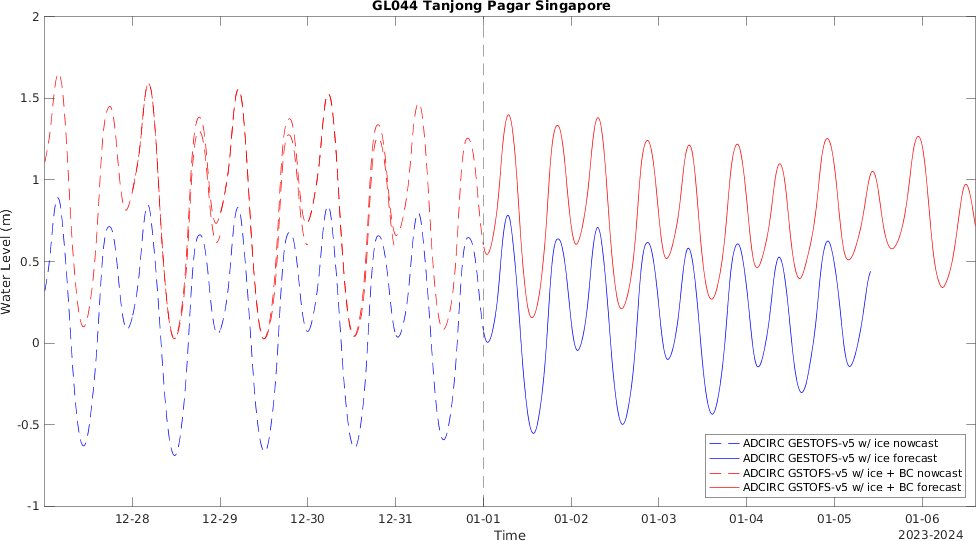 GL044 Tanjong Pagar Singapore
2
1.5
1
0.5
0
-0.5
-1
Water Level (m)
ADCIRC GESTOFS-v5 w/ ice nowcast
ADCIRC GESTOFS-v5 w/ ice forecast
ADCIRC GSTOFS-v5 w/ ice + BC nowcast
ADCIRC GSTOFS-v5 w/ ice + BC forecast
12-28 12-29 12-30 12-31 01-01 01-02 01-03 01-04 01-05 01-06
Time
2023-2024